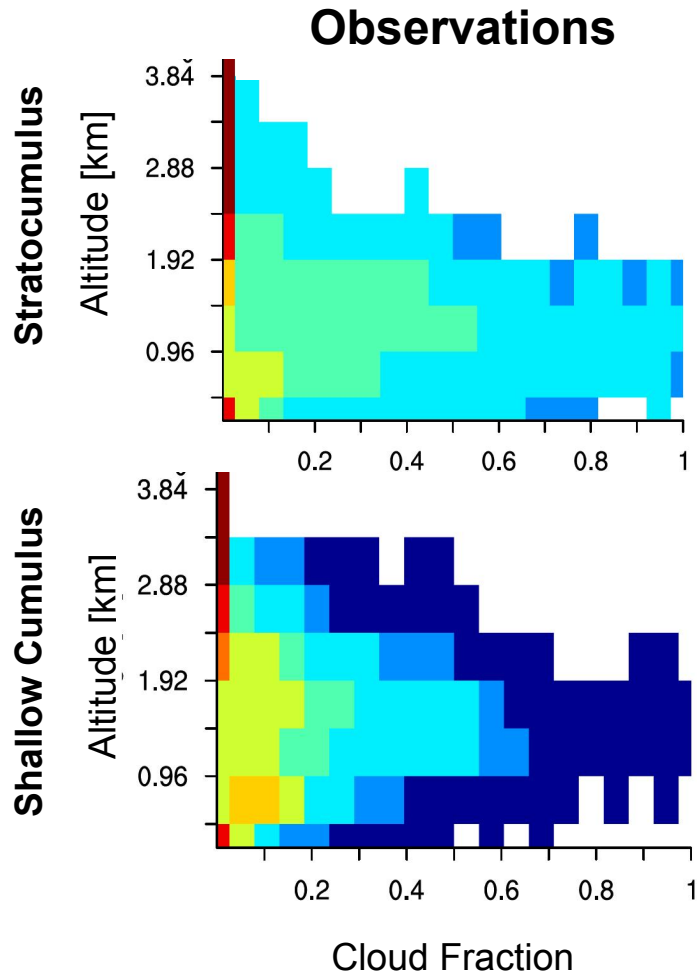 Observations
Stratocumulus
Altitude [km]
3.84
2.88
1.92
0.96
0.2 0.4 0.6 0.8 1
Shallow Cumulus
Altitude [km]
3.84
2.88
1.92
0.96
0.2 0.4 0.6 0.8 1
Cloud Fraction